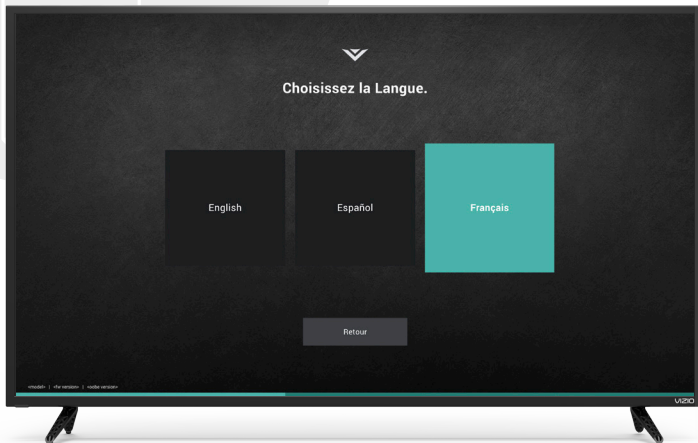 Choisissez la Langue.
English
Español
Français
Retour
<model> | <fw version> | <oobe version>
VIZIO